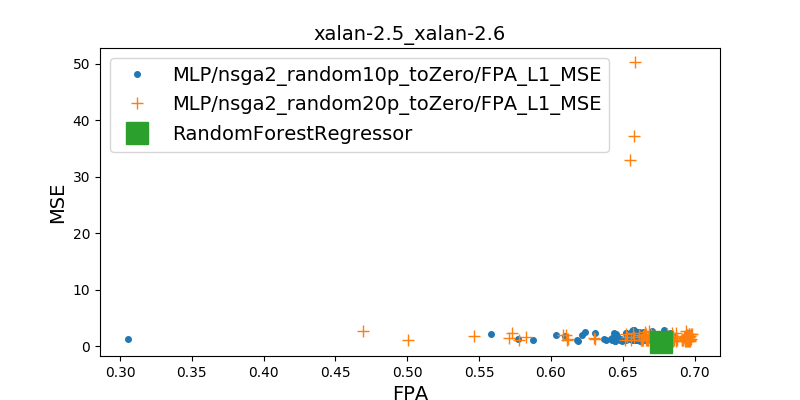 xalan-2.5_xalan-2.6
MLP/nsga2_random10p_toZero/FPA_L1_MSE
MLP/nsga2_random20p_toZero/FPA_L1_MSE
RandomForestRegressor
MSE
50
40
30
20
10
0
0.30 0.35 0.40 0.45 0.50 0.55 0.60 0.65 0.70
FPA